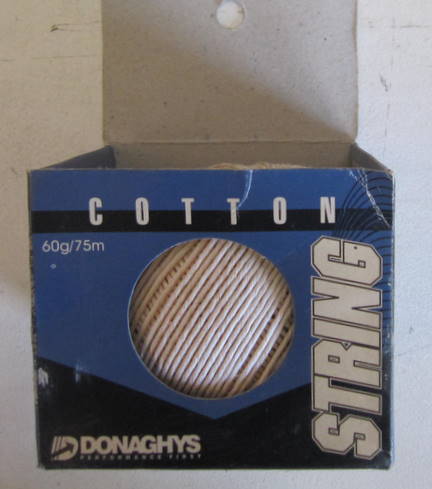 COTTON
60g/75m
STRING
DONAGHYS
PERFORMANCE FIRST